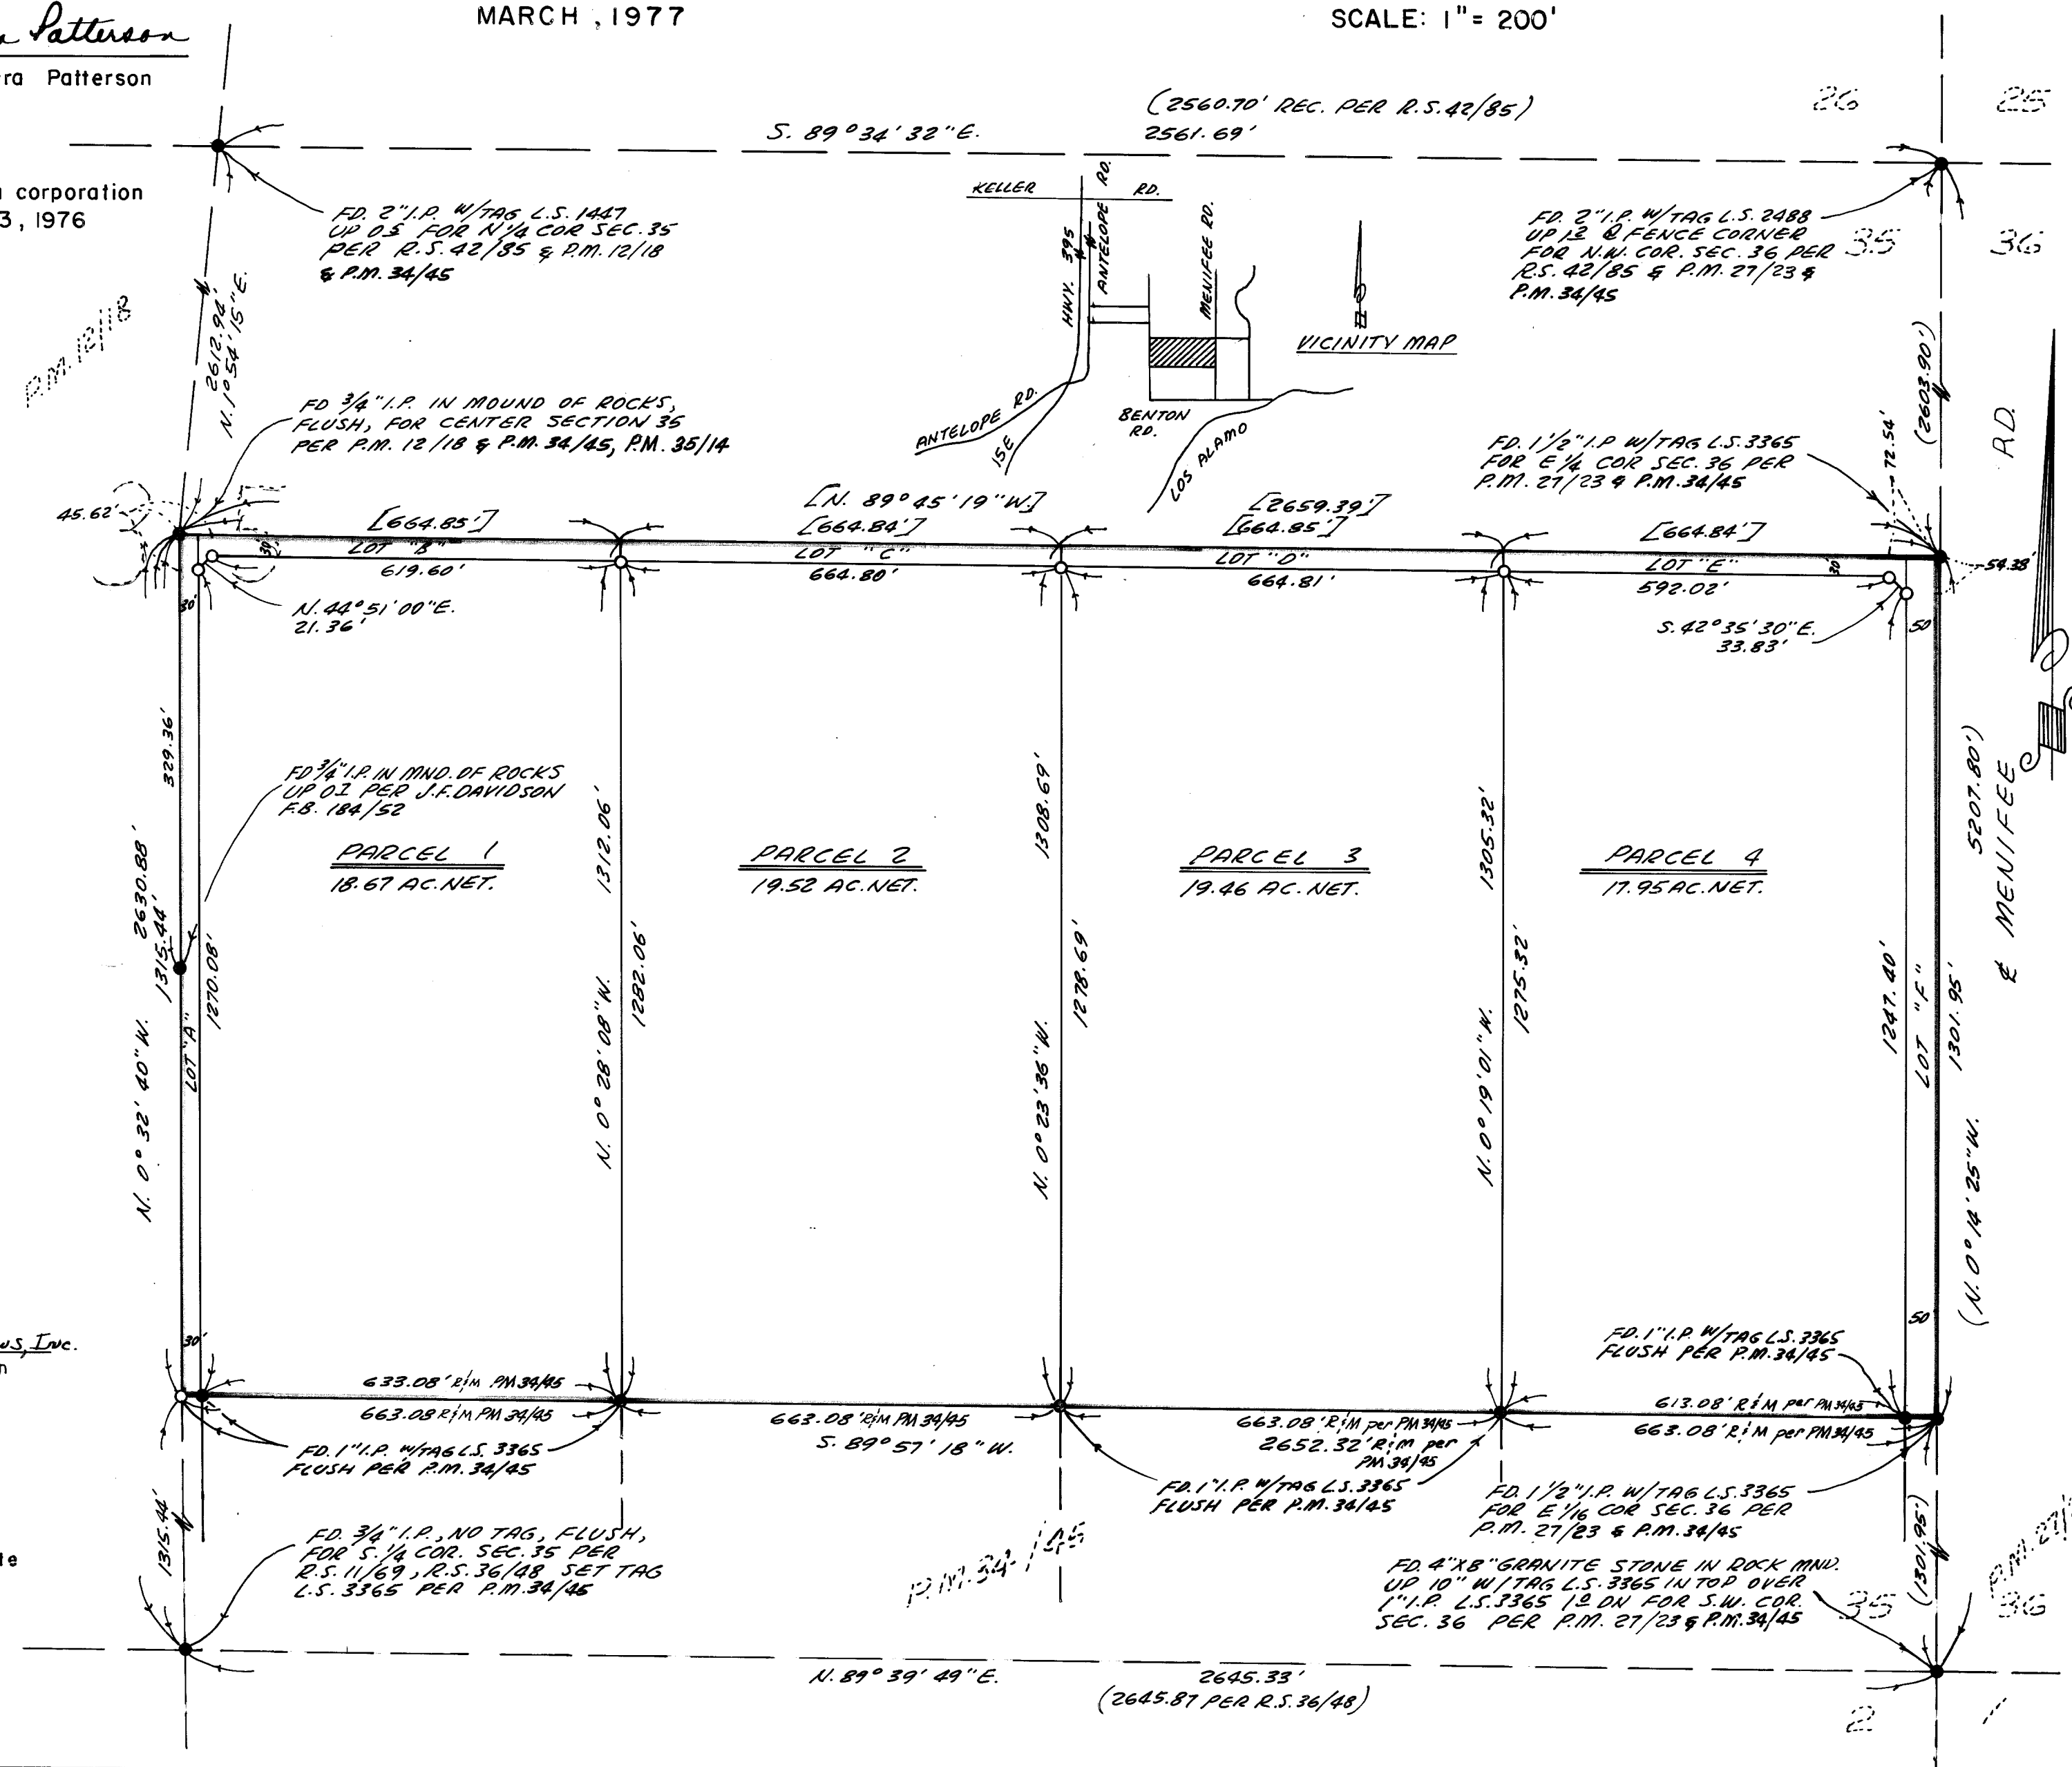 Patterson
ra Patterson
corporation
3, 1976
MARCH , 1977
SCALE: 1" = 200'
(2560.70' REC. PER R.S. 42/85)
S. 89° 34' 32" E.
2561.69'
26
25
35
36
FD. 2" I.P. W/TAG L.S. 1447
UP 0.5 FOR N 1/4 COR SEC. 35
PER R.S. 42/85 & P.M. 12/18
& P.M. 34/45
KELLER RD.
HWY. 395
ANTELOPE RD.
MENIFEE RD.
ANTELOPE RD.
15E
BENTON
RD.
LOS ALAMO
VICINITY MAP
FD. 2" I.P. W/TAG L.S. 2488
UP 1.2 @ FENCE CORNER
FOR N.W. COR. SEC. 36 PER
R.S. 42/85 & P.M. 27/23 &
P.M. 34/45
P.M. 12/18
2612.94'
N. 1° 54' 15" E.
FD 3/4" I.P. IN MOUND OF ROCKS,
FLUSH, FOR CENTER SECTION 35
PER P.M. 12/18 & P.M. 34/45, P.M. 35/14
FD. 1 1/2" I.P W/TAG L.S. 3365
FOR E 1/4 COR SEC. 36 PER
P.M. 27/23 & P.M. 34/45
72.54'
(2603.90')
RD.
45.62'
[N. 89° 45' 19" W.]
[2659.39']
[664.85']
[664.84']
[664.85']
[664.84']
LOT "B"
LOT "C"
LOT "D"
LOT "E"
30'
30'
54.38'
619.60'
664.80'
664.81'
592.02'
30'
N. 44° 51' 00" E.
21.36'
S. 42° 35' 30" E.
33.83'
50'
329.36'
FD 3/4" I.P. IN MND. OF ROCKS
UP 0.1 PER J.F. DAVIDSON
F.B. 184/52
1312.06'
1308.69'
1305.32'
5207.80')
PARCEL 1
18.67 AC. NET.
PARCEL 2
19.52 AC. NET.
PARCEL 3
19.46 AC. NET.
PARCEL 4
17.95 AC. NET.
2630.88'
1315.44'
1270.08'
1282.06'
1278.69'
1275.32'
1247.40'
1301.95'
℄ MENIFEE
LOT "A"
LOT "F"
N. 0° 32' 40" W.
N. 0° 28' 08" W.
N. 0° 23' 36" W.
N. 0° 19' 01" W.
(N. 0° 14' 25" W.
30'
50'
ws, Inc.
n
FD. 1" I.P. W/TAG L.S. 3365
FLUSH PER P.M. 34/45
633.08' R&M PM 34/45
663.08 R&M PM 34/45
663.08' R&M PM 34/45
S. 89° 57' 18" W.
663.08' R&M per PM 34/45
2652.32' R&M per
PM 34/45
613.08' R&M per PM 34/45
663.08' R&M per PM 34/45
FD. 1" I.P. W/TAG L.S. 3365
FLUSH PER P.M. 34/45
FD. 1" I.P. W/TAG L.S. 3365
FLUSH PER P.M. 34/45
FD. 1 1/2" I.P. W/TAG L.S. 3365
FOR E 1/16 COR SEC. 36 PER
P.M. 27/23 & P.M. 34/45
1315.44'
te
FD. 3/4" I.P., NO TAG, FLUSH,
FOR S. 1/4 COR. SEC. 35 PER
R.S. 11/69, R.S. 36/48 SET TAG
L.S. 3365 PER P.M. 34/45
P.M. 34/45
FD. 4"X8" GRANITE STONE IN ROCK MND.
UP 10" W/TAG L.S. 3365 IN TOP OVER
1" I.P. L.S. 3365 1.0 DN FOR S.W. COR.
SEC. 36 PER P.M. 27/23 & P.M. 34/45
(1301.95')
35
36
N. 89° 39' 49" E.
2645.33'
(2645.87 PER R.S. 36/48)
2
1